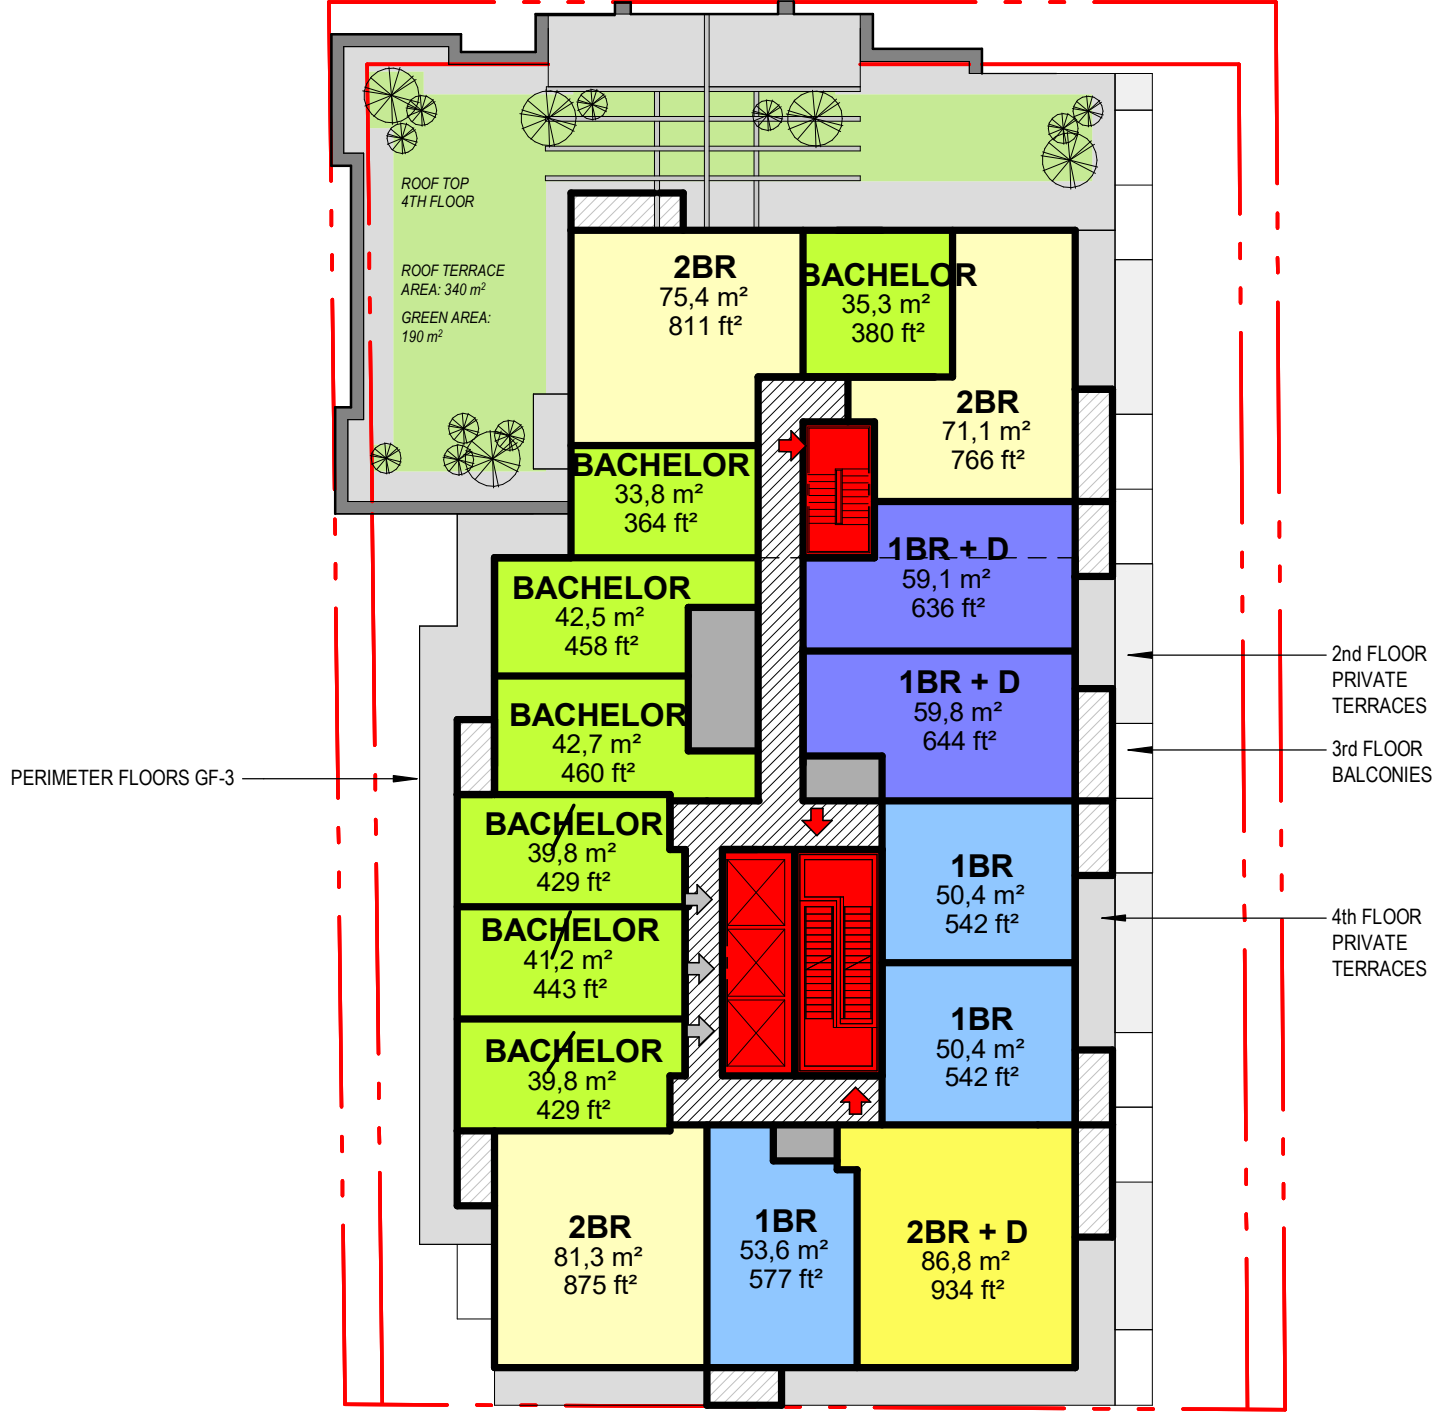 ROOF TOP
4TH FLOOR
ROOF TERRACE
AREA: 340 m²
GREEN AREA:
190 m²
2BR
75,4 m²
811 ft²
BACHELOR
35,3 m²
380 ft²
2BR
71,1 m²
766 ft²
BACHELOR
33,8 m²
364 ft²
1BR + D
59,1 m²
636 ft²
BACHELOR
42,5 m²
458 ft²
1BR + D
59,8 m²
644 ft²
BACHELOR
42,7 m²
460 ft²
2nd FLOOR
PRIVATE
TERRACES
3rd FLOOR
BALCONIES
PERIMETER FLOORS GF-3
BACHELOR
39,8 m²
429 ft²
1BR
50,4 m²
542 ft²
4th FLOOR
PRIVATE
TERRACES
BACHELOR
41,2 m²
443 ft²
1BR
50,4 m²
542 ft²
BACHELOR
39,8 m²
429 ft²
2BR
81,3 m²
875 ft²
1BR
53,6 m²
577 ft²
2BR + D
86,8 m²
934 ft²